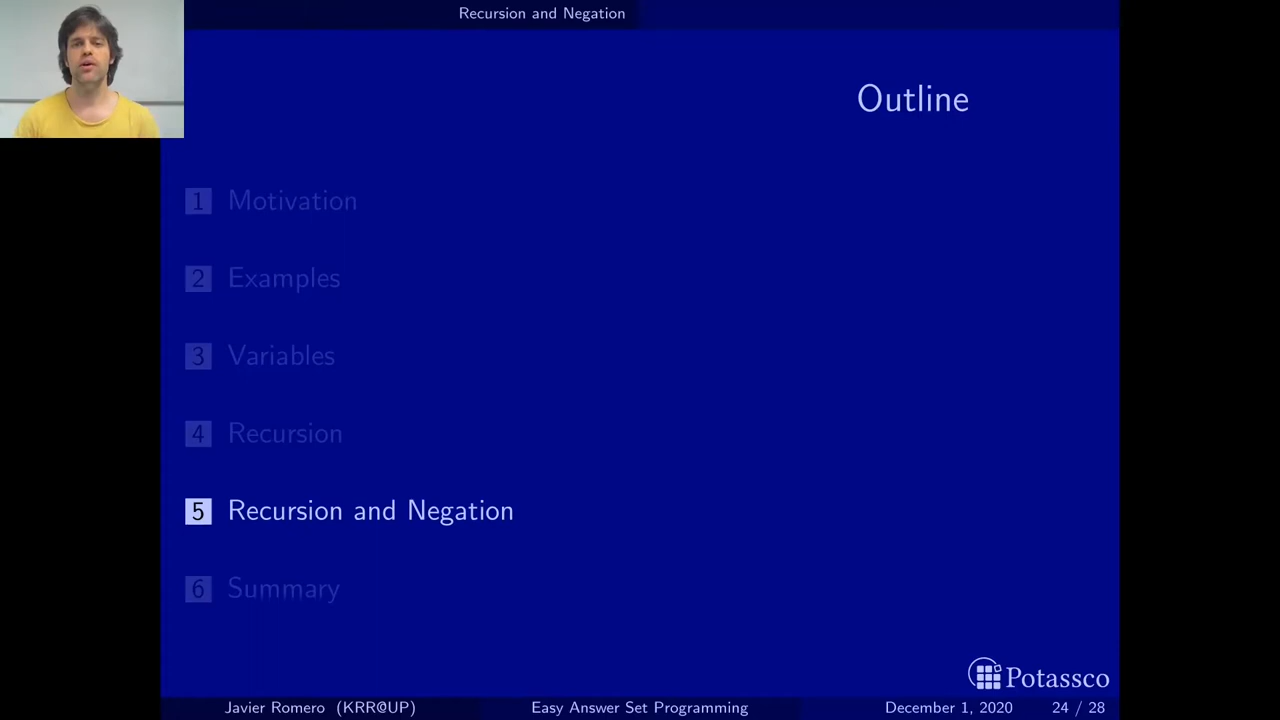 Recursion and Negation
Outline
1 Motivation
2 Examples
3 Variables
4 Recursion
5 Recursion and Negation
6 Summary
Potassco
Javier Romero (KRR@UP) Easy Answer Set Programming December 1, 2020 24 / 28